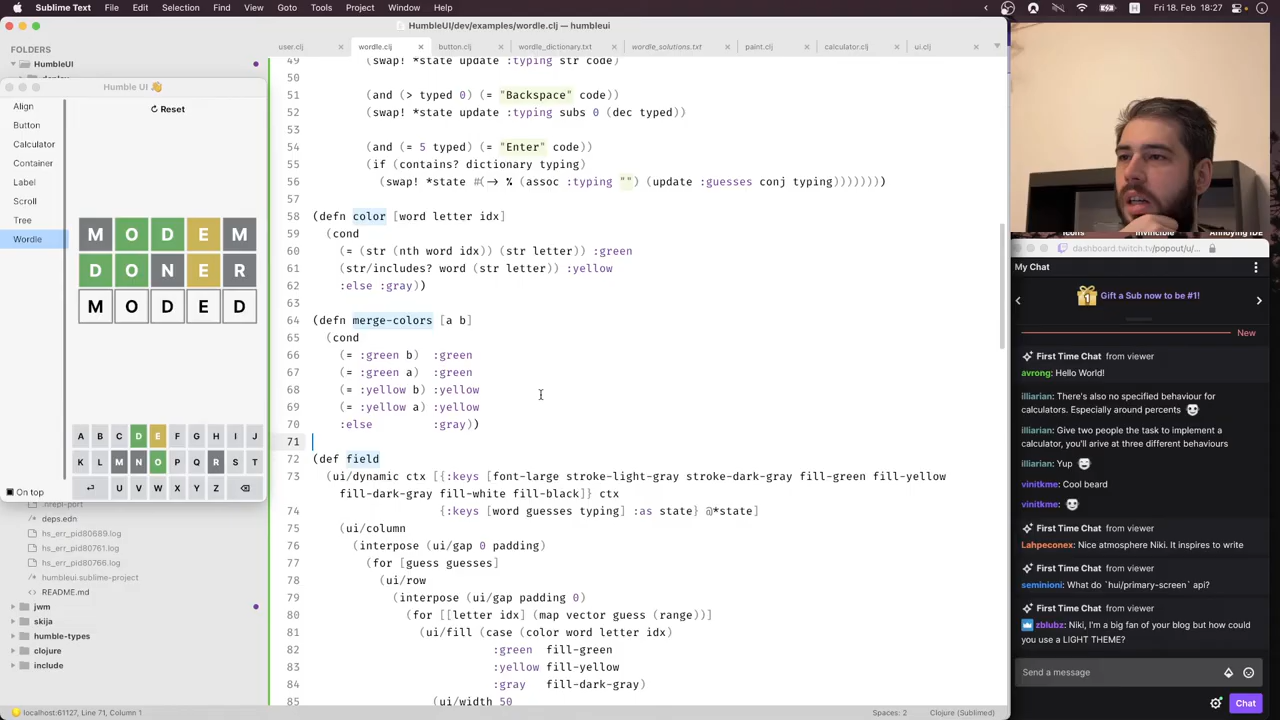 Sublime Text File Edit Selection Find View Goto Tools Project Window Help
Fri 18. Feb 18:27
HumbleUI/dev/examples/wordle.clj — humbleui
FOLDERS
HumbleUI
user.clj
wordle.clj
button.clj
wordle_dictionary.txt
wordle_solutions.txt
paint.clj
calculator.clj
ui.clj
Humble UI 👋
Align
Button
Calculator
Container
Label
Scroll
Tree
Wordle
Reset
M O D E M
D O N E R
M O D E D
A B C D E F G H I J
K L M N O P Q R S T
U V W X Y Z
On top
deps.edn
hs_err_pid80689.log
hs_err_pid80761.log
hs_err_pid80766.log
humbleui.sublime-project
README.md
jwm
skija
humble-types
clojure
include
49 (swap! *state update :typing str code)
50
51 (and (> typed 0) (= "Backspace" code))
52 (swap! *state update :typing subs 0 (dec typed))
53
54 (and (= 5 typed) (= "Enter" code))
55 (if (contains? dictionary typing)
56 (swap! *state #(-> % (assoc :typing "") (update :guesses conj typing)))))))
57
58 (defn color [word letter idx]
59 (cond
60 (= (str (nth word idx)) (str letter)) :green
61 (str/includes? word (str letter)) :yellow
62 :else :gray))
63
64 (defn merge-colors [a b]
65 (cond
66 (= :green b) :green
67 (= :green a) :green
68 (= :yellow b) :yellow
69 (= :yellow a) :yellow
70 :else :gray))
71
72 (def field
73 (ui/dynamic ctx [{:keys [font-large stroke-light-gray stroke-dark-gray fill-green fill-yellow
fill-dark-gray fill-white fill-black]} ctx
74 {:keys [word guesses typing] :as state} @*state]
75 (ui/column
76 (interpose (ui/gap 0 padding)
77 (for [guess guesses]
78 (ui/row
79 (interpose (ui/gap padding 0)
80 (for [[letter idx] (map vector guess (range))]
81 (ui/fill (case (color word letter idx)
82 :green fill-green
83 :yellow fill-yellow
84 :gray fill-dark-gray)
85 (ui/width 50
localhost:61127, Line 71, Column 1
Spaces: 2
Clojure (Sublimed)
Annoying IDE
dashboard.twitch.tv/popout/u/...
My Chat
1
Gift a Sub now to be #1!
New
First Time Chat from viewer
avrong: Hello World!
illiarian: There's also no specified behaviour for
calculators. Especially around percents
illiarian: Give two people the task to implement a
calculator, you'll arive at three different behaviours
illiarian: Yup
vinitkme: Cool beard
vinitkme:
Lahpeconex: Nice atmosphere Niki. It inspires to write
First Time Chat from viewer
seminioni: What do `hui/primary-screen` api?
First Time Chat from viewer
zblubz: Niki, I'm a big fan of your blog but how could
you use a LIGHT THEME?
Send a message
Chat